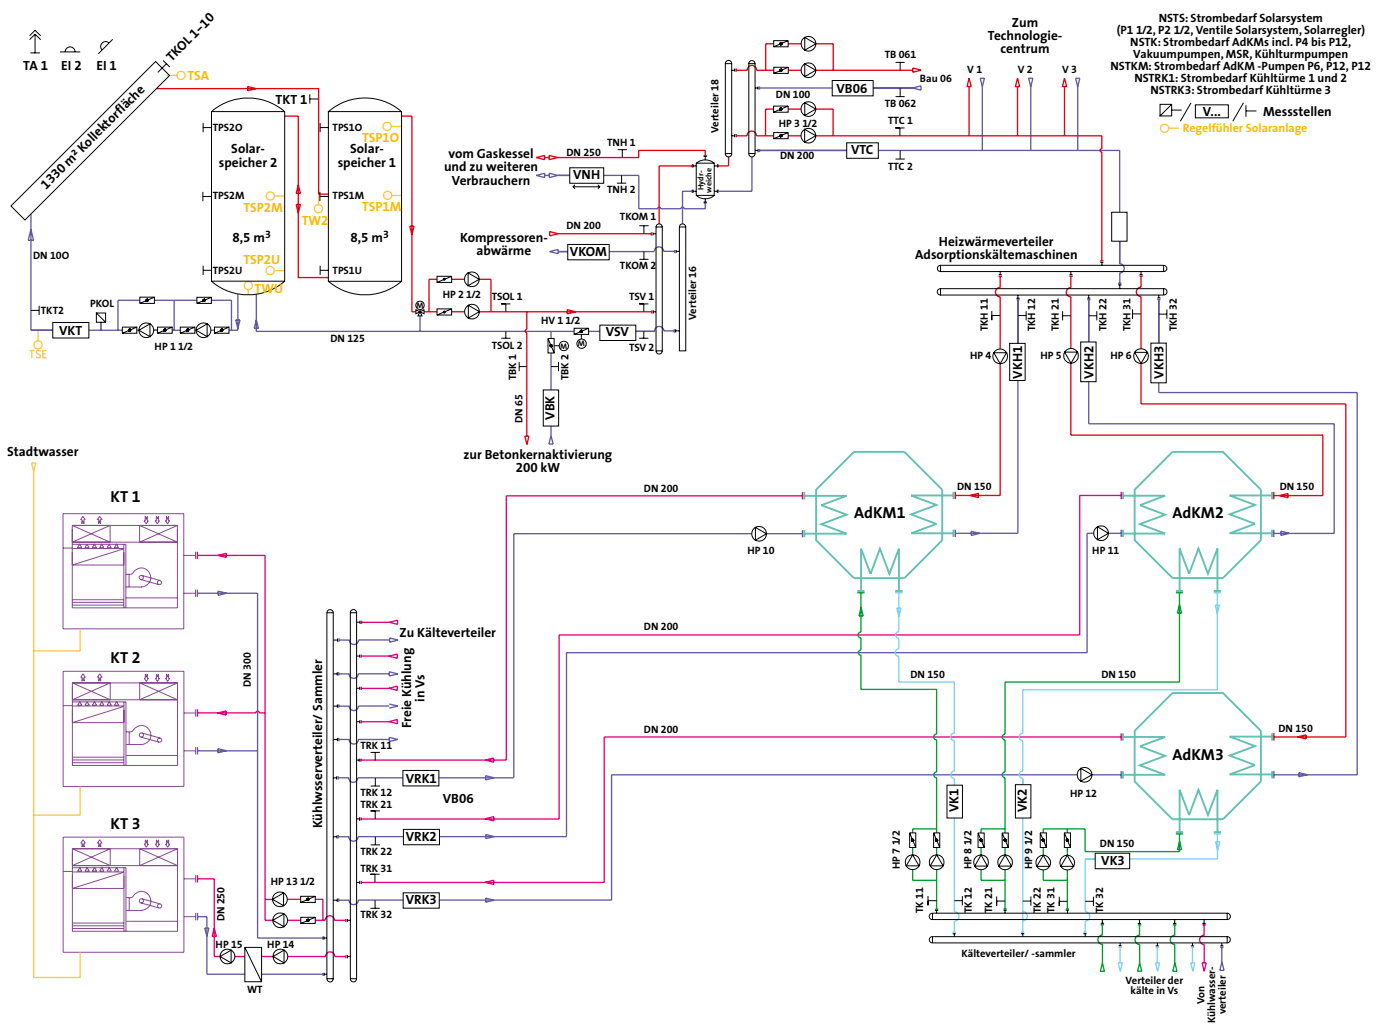 TA 1
EI 2
EI 1
TKOL 1-10
TSA
1330 m² Kollektorfläche
TKT 1
TPS2O
TPS2M
TPS2U
Solar-
speicher 2
TSP2M
8,5 m³
TSP2U
TWU
TW2
TPS1O
TPS1M
TPS1U
Solar-
speicher 1
TSP1O
TSP1M
8,5 m³
DN 100
TKT2
TSE
VKT
PKOL
HP 1 1/2
DN 125
M
HP 2 1/2
TSOL 1
TSOL 2
HV 1 1/2
M
M
VSV
TSV 1
TSV 2
TBK 1
TBK 2
VBK
DN 65
zur Betonkernaktivierung
200 kW
vom Gaskessel
und zu weiteren
Verbrauchern
DN 250
TNH 1
VNH
TNH 2
Kompressoren-
abwärme
DN 200
TKOM 1
VKOM
TKOM 2
Verteiler 16
Hydr.
weiche
Verteiler 18
DN 100
HP 3 1/2
DN 200
VB06
TB 061
Bau 06
TB 062
TTC 1
VTC
TTC 2
Zum
Technologie-
centrum
V 1
V 2
V 3
NSTS: Strombedarf Solarsystem
(P1 1/2, P2 1/2, Ventile Solarsystem, Solarregler)
NSTK: Strombedarf AdKMs incl. P4 bis P12,
Vakuumpumpen, MSR, Kühlturmpumpen
NSTKM: Strombedarf AdKM -Pumpen P6, P12, P12
NSTRK1: Strombedarf Kühltürme 1 und 2
NSTRK3: Strombedarf Kühltürme 3
V...
Messstellen
Regelfühler Solaranlage
Heizwärmeverteiler
Adsorptionskältemaschinen
TKH 11
TKH 12
TKH 21
TKH 22
TKH 31
TKH 32
HP 4
VKH1
HP 5
VKH2
HP 6
VKH3
Stadtwasser
KT 1
KT 2
KT 3
DN 300
DN 250
HP 13 1/2
HP 15
HP 14
WT
Kühlwsserverteiler/ Sammler
Zu Kälteverteiler
Freie Kühlung
in Vs
TRK 11
VRK1
TRK 12
VB06
TRK 21
VRK2
TRK 22
TRK 31
VRK3
TRK 32
DN 200
DN 200
DN 200
HP 10
HP 11
HP 12
AdKM1
AdKM2
AdKM3
DN 150
DN 150
DN 150
DN 150
DN 150
DN 150
VK1
VK2
VK3
HP 7 1/2
HP 8 1/2
HP 9 1/2
TK 11
TK 12
TK 21
TK 22
TK 31
TK 32
Kälteverteiler/ -sammler
Verteiler der
kälte in Vs
Von
Kühlwasser-
verteiler